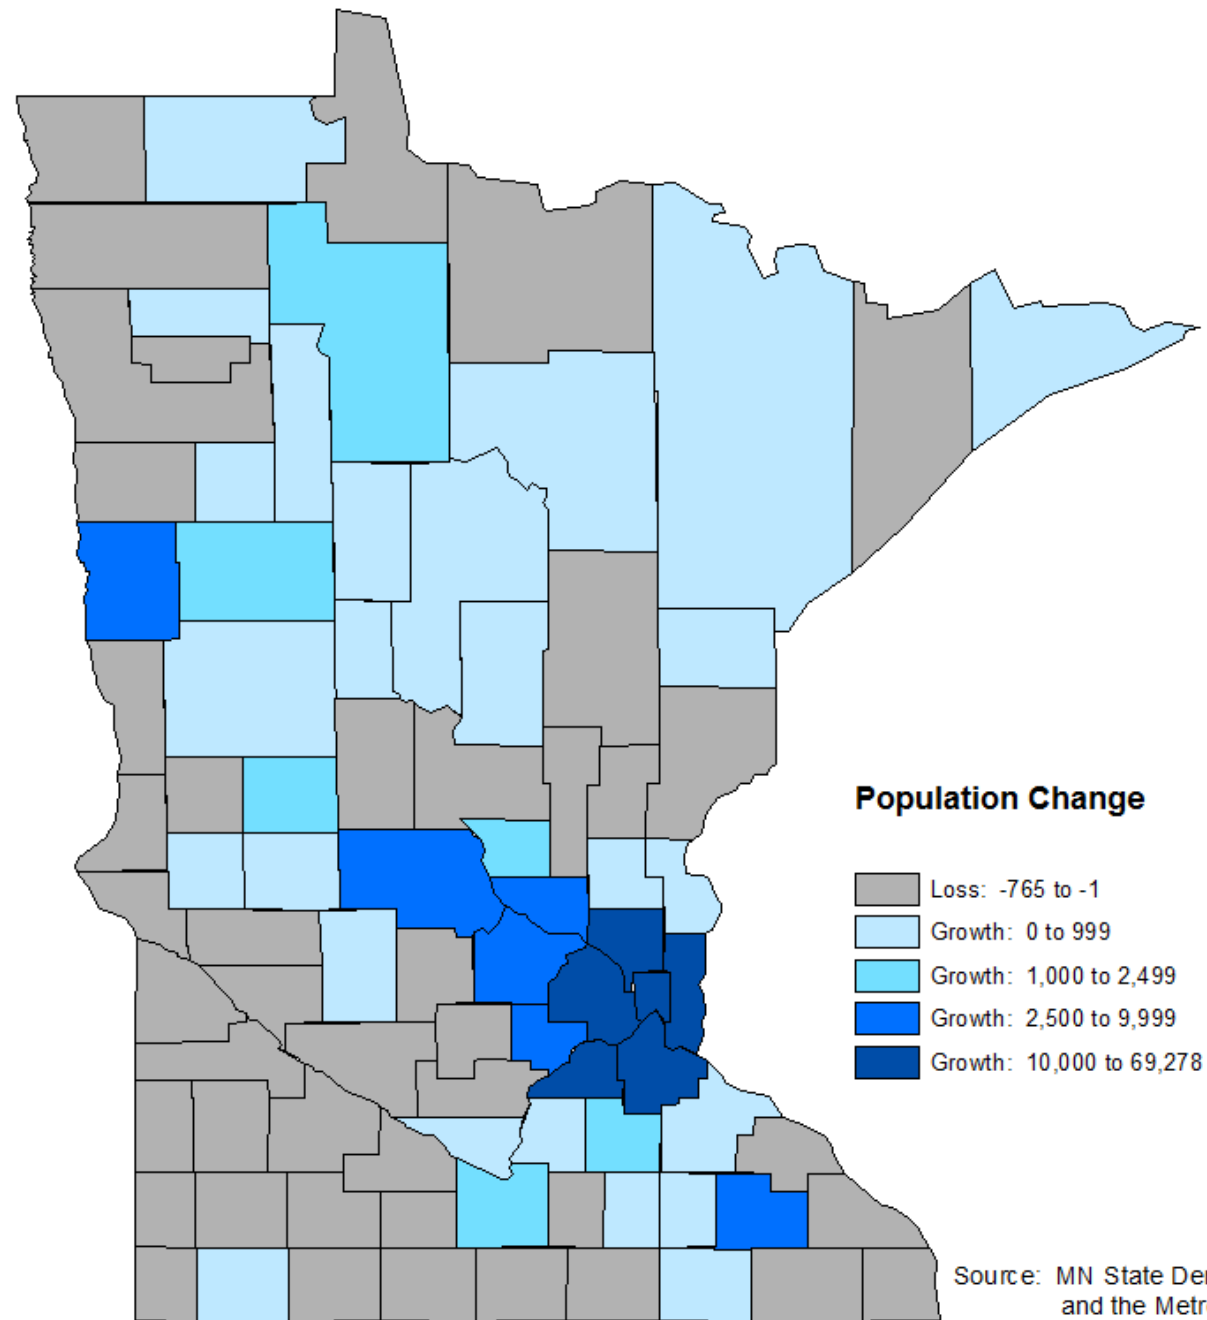 Population Change
Loss: -765 to -1
Growth: 0 to 999
Growth: 1,000 to 2,499
Growth: 2,500 to 9,999
Growth: 10,000 to 69,278
Source: MN State
and the